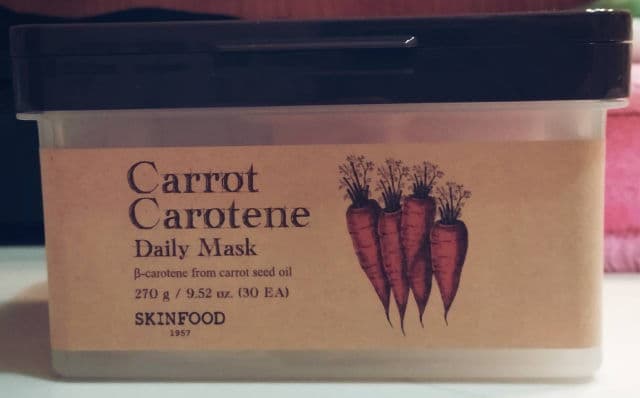 Carrot
Carotene
Daily Mask
β-carotene from carrot seed oil
270 g / 9.52 oz. (30 EA)
SKINFOOD
1957